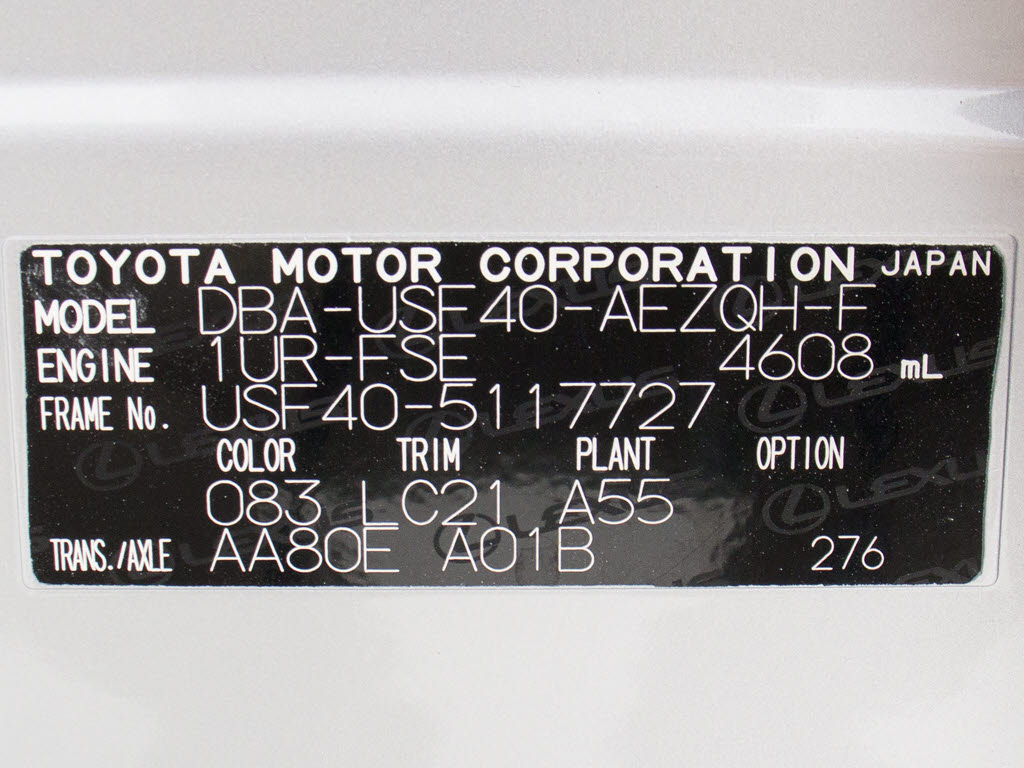 TOYOTA MOTOR CORPORATION JAPAN
MODEL DBA-USF40-AEZQH-F
ENGINE 1UR-FSE 4608 mL
FRAME No. USF40-5117727
COLOR TRIM PLANT OPTION
083 LC21 A55
TRANS./AXLE AA80E A01B 276
LEXUS